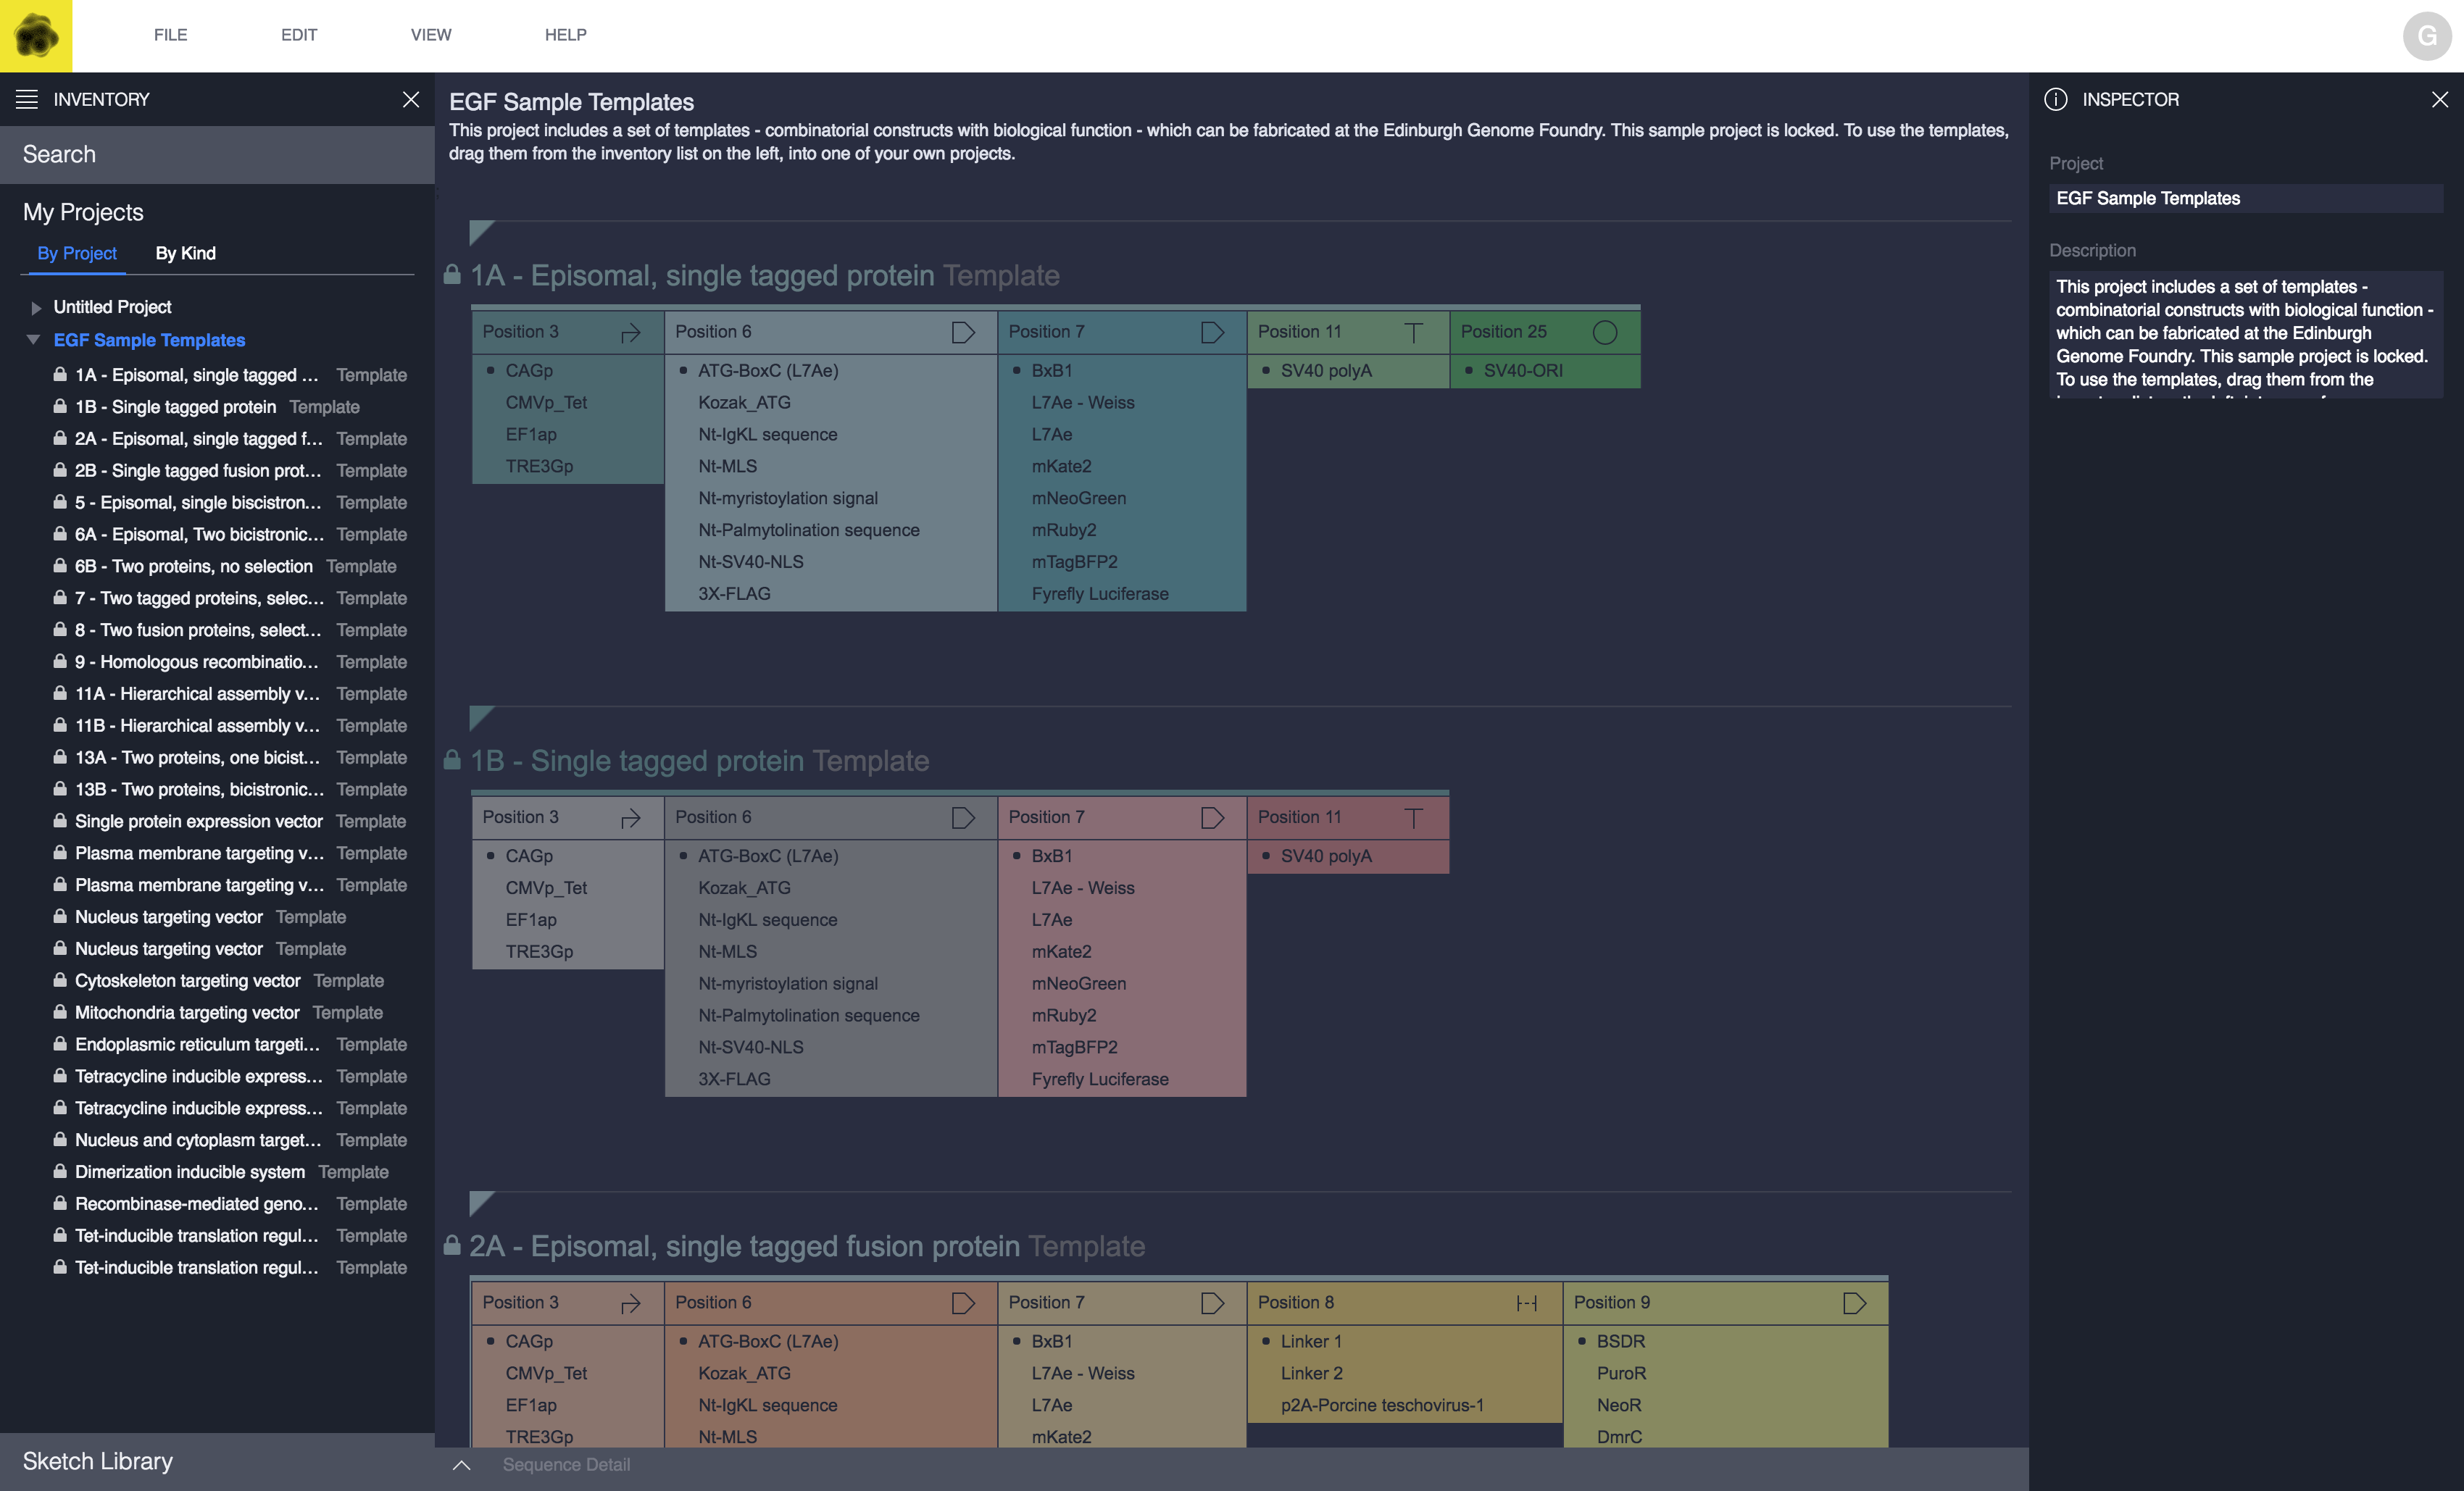 FILE
EDIT
VIEW
HELP
G
INVENTORY
Search
My Projects
By Project
By Kind
Untitled Project
EGF Sample Templates
1A - Episomal, single tagged ... Template
1B - Single tagged protein Template
2A - Episomal, single tagged f... Template
2B - Single tagged fusion prot... Template
5 - Episomal, single biscistron... Template
6A - Episomal, Two bicistronic... Template
6B - Two proteins, no selection Template
7 - Two tagged proteins, selec... Template
8 - Two fusion proteins, select... Template
9 - Homologous recombinatio... Template
11A - Hierarchical assembly v... Template
11B - Hierarchical assembly v... Template
13A - Two proteins, one bicist... Template
13B - Two proteins, bicistronic... Template
Single protein expression vector Template
Plasma membrane targeting v... Template
Plasma membrane targeting v... Template
Nucleus targeting vector Template
Nucleus targeting vector Template
Cytoskeleton targeting vector Template
Mitochondria targeting vector Template
Endoplasmic reticulum targeti... Template
Tetracycline inducible express... Template
Tetracycline inducible express... Template
Nucleus and cytoplasm target... Template
Dimerization inducible system Template
Recombinase-mediated geno... Template
Tet-inducible translation regul... Template
Tet-inducible translation regul... Template
Sketch Library
EGF Sample Templates
This project includes a set of templates - combinatorial constructs with biological function - which can be fabricated at the Edinburgh Genome Foundry. This sample project is locked. To use the templates,
drag them from the inventory list on the left, into one of your own projects.
1A - Episomal, single tagged protein Template
Position 3
CAGp
CMVp_Tet
EF1ap
TRE3Gp
Position 6
ATG-BoxC (L7Ae)
Kozak_ATG
Nt-IgKL sequence
Nt-MLS
Nt-myristoylation signal
Nt-Palmytolination sequence
Nt-SV40-NLS
3X-FLAG
Position 7
BxB1
L7Ae - Weiss
L7Ae
mKate2
mNeoGreen
mRuby2
mTagBFP2
Fyrefly Luciferase
Position 11
SV40 polyA
Position 25
SV40-ORI
1B - Single tagged protein Template
Position 3
CAGp
CMVp_Tet
EF1ap
TRE3Gp
Position 6
ATG-BoxC (L7Ae)
Kozak_ATG
Nt-IgKL sequence
Nt-MLS
Nt-myristoylation signal
Nt-Palmytolination sequence
Nt-SV40-NLS
3X-FLAG
Position 7
BxB1
L7Ae - Weiss
L7Ae
mKate2
mNeoGreen
mRuby2
mTagBFP2
Fyrefly Luciferase
Position 11
SV40 polyA
2A - Episomal, single tagged fusion protein Template
Position 3
CAGp
CMVp_Tet
EF1ap
TRE3Gp
Position 6
ATG-BoxC (L7Ae)
Kozak_ATG
Nt-IgKL sequence
Nt-MLS
Position 7
BxB1
L7Ae - Weiss
L7Ae
mKate2
Position 8
Linker 1
Linker 2
p2A-Porcine teschovirus-1
Position 9
BSDR
PuroR
NeoR
DmrC
Sequence Detail
INSPECTOR
Project
EGF Sample Templates
Description
This project includes a set of templates -
combinatorial constructs with biological function -
which can be fabricated at the Edinburgh
Genome Foundry. This sample project is locked.
To use the templates, drag them from the